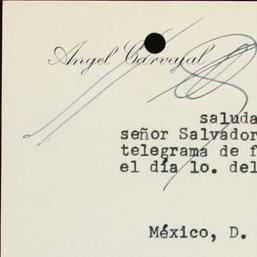 Angel Carvajal
saluda
señor Salvador
telegrama de f
el día lo. del
México, D.